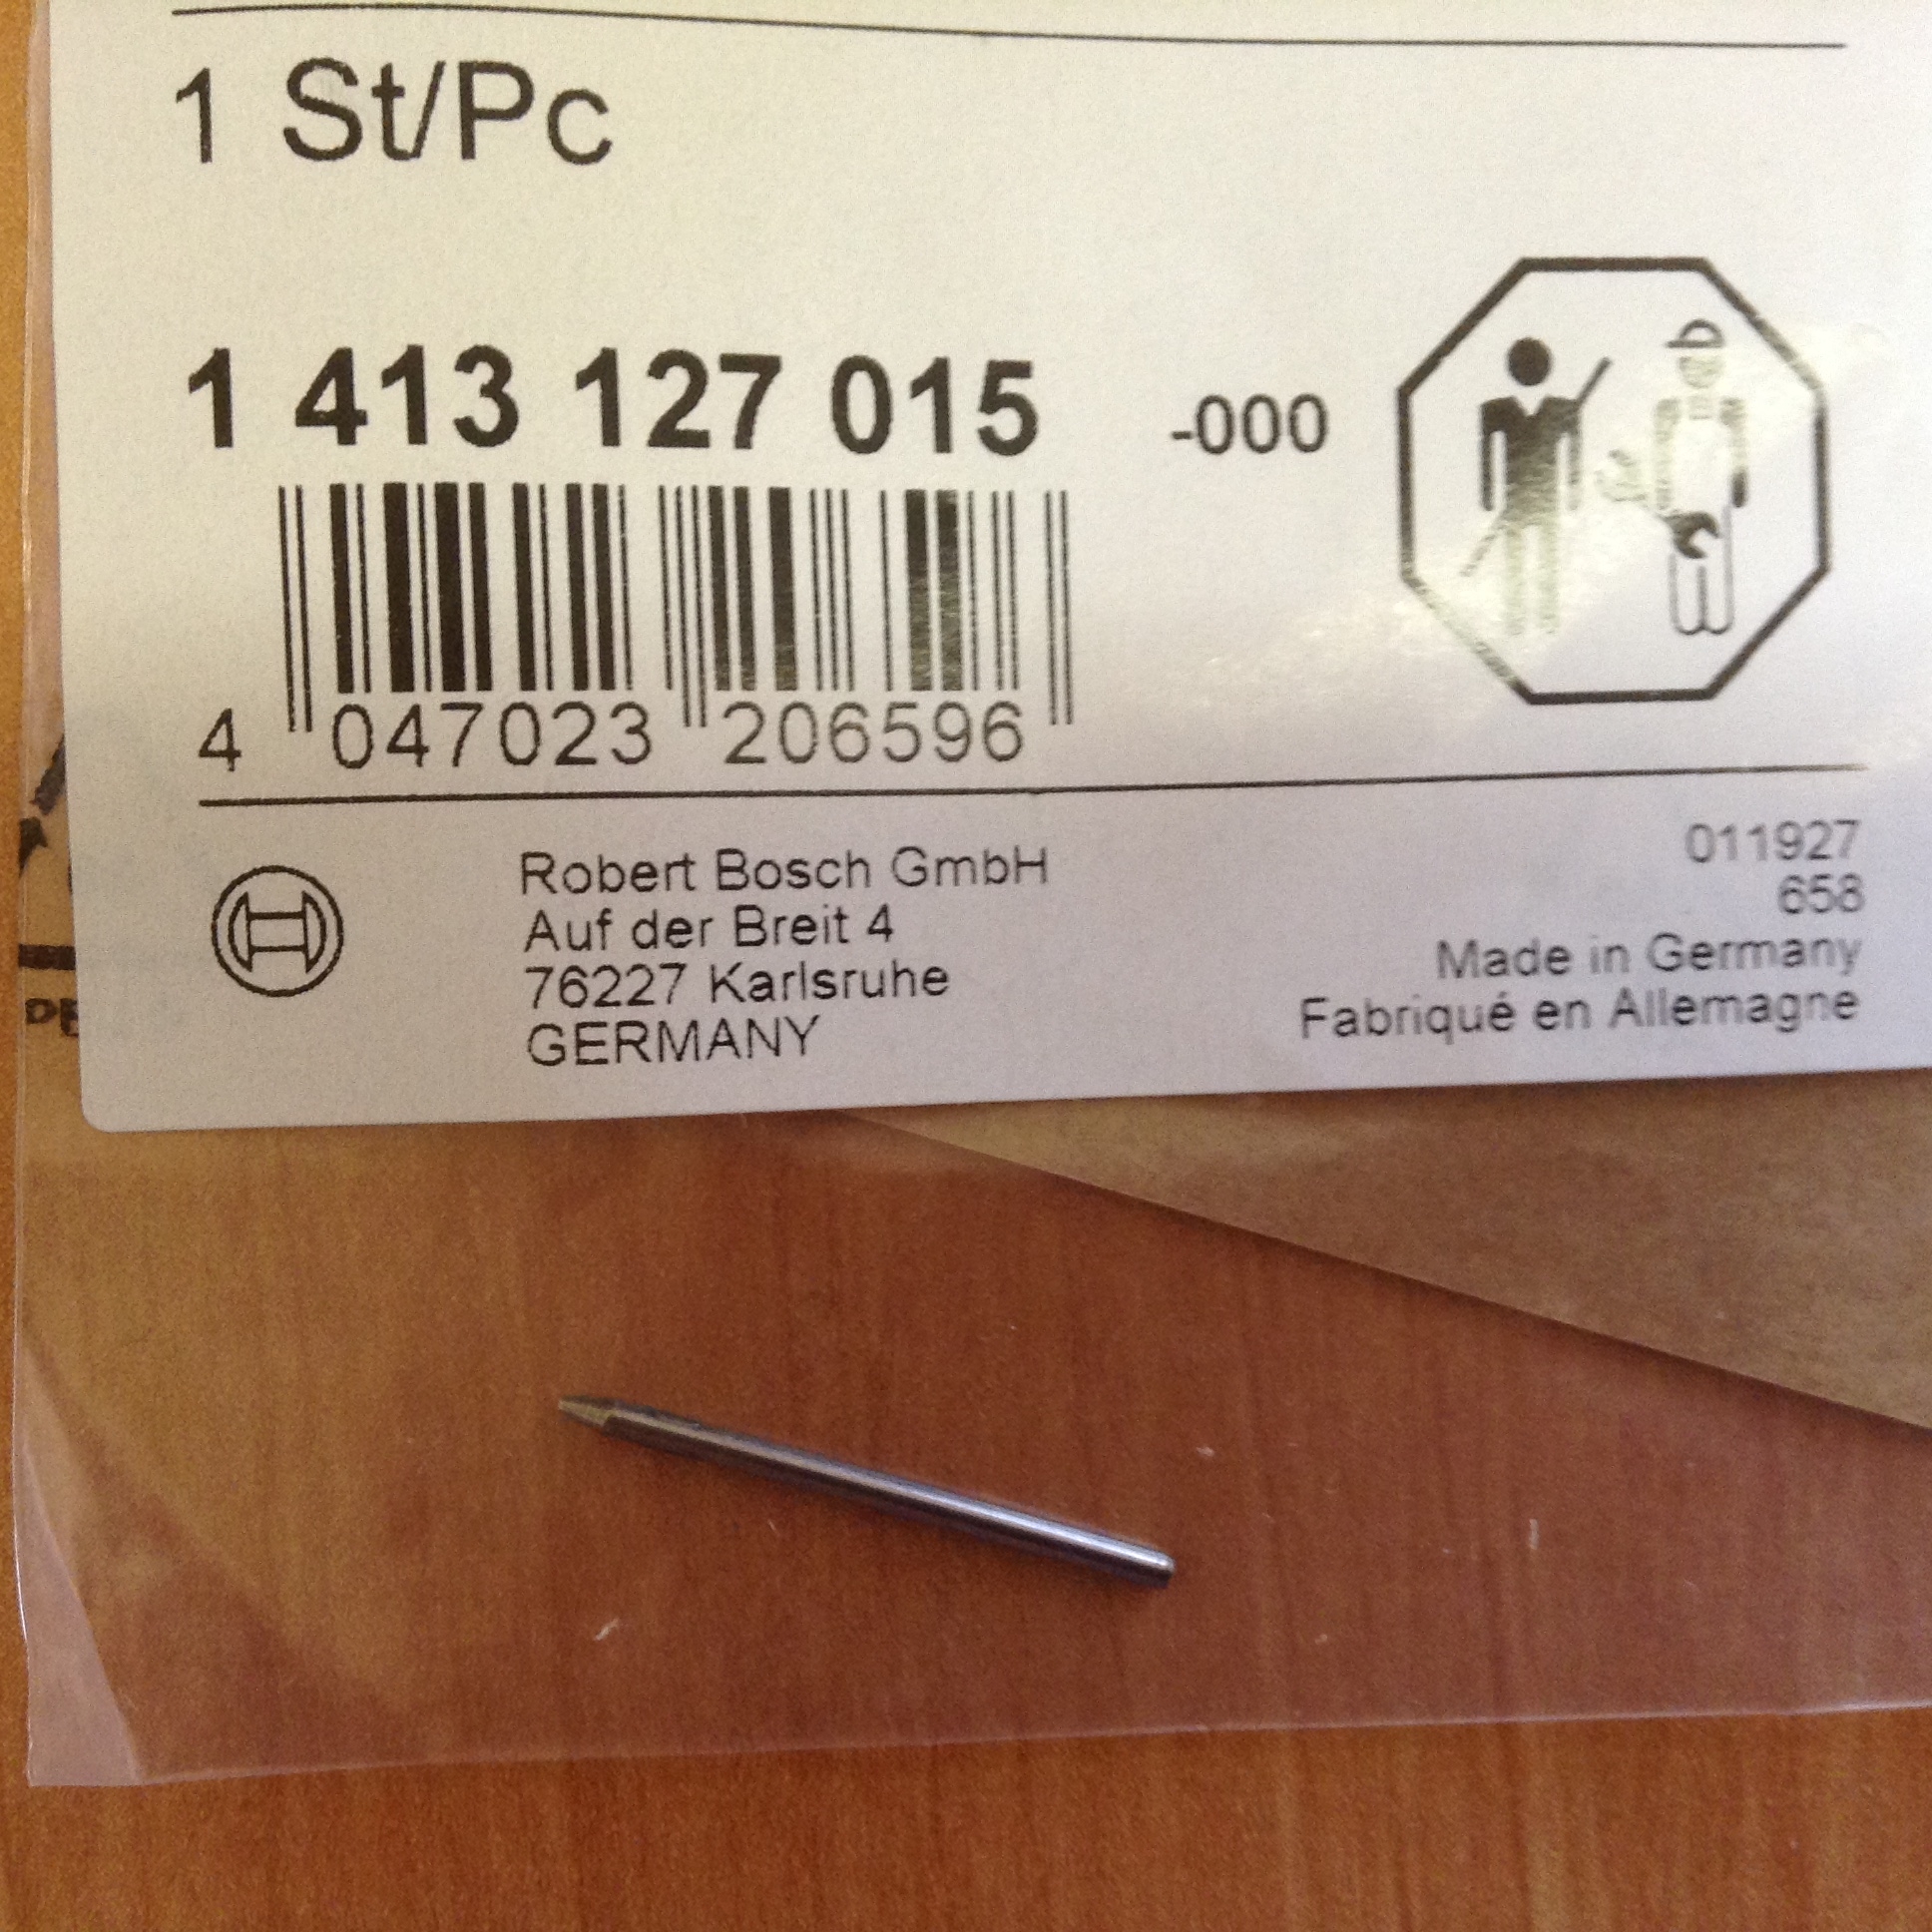 1 St/Pc
1 413 127 015 -000
4 047023 206596
Robert Bosch GmbH
Auf der Breit 4
76227 Karlsruhe
GERMANY
011927
658
Made in Germany
Fabriqué en Allemagne